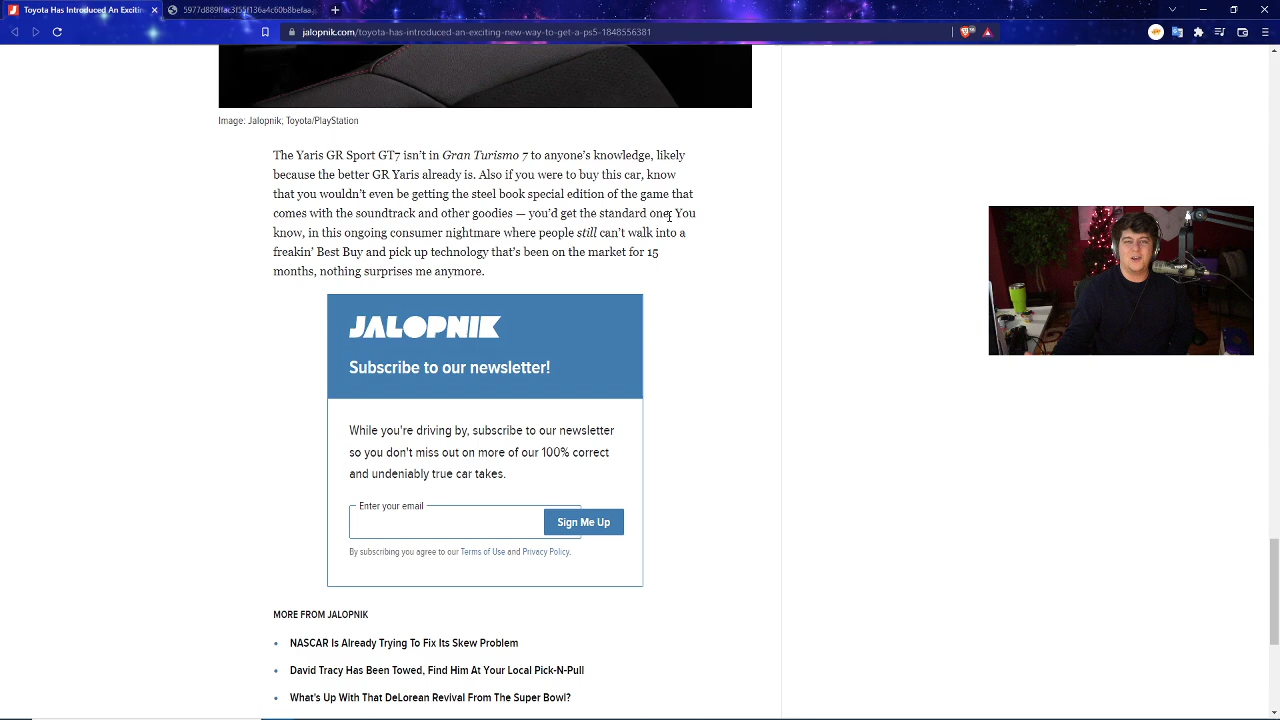 Toyota Has Introduced An Exciti
5977d889ffac3f55f136a4c60b8befaa
jalopnik.com/toyota-has-introduced-an-exciting-new-way-to-get-a-ps5-1848556381
Image: Jalopnik; Toyota/PlayStation
The Yaris GR Sport GT7 isn't in Gran Turismo 7 to anyone's knowledge, likely
because the better GR Yaris already is. Also if you were to buy this car, know
that you wouldn't even be getting the steel book special edition of the game that
comes with the soundtrack and other goodies — you'd get the standard one. You
know, in this ongoing consumer nightmare where people still can't walk into a
freakin' Best Buy and pick up technology that's been on the market for 15
months, nothing surprises me anymore.
JALOPNIK
Subscribe to our newsletter!
While you're driving by, subscribe to our newsletter
so you don't miss out on more of our 100% correct
and undeniably true car takes.
Enter your email
Sign Me Up
By subscribing you agree to our Terms of Use and Privacy Policy.
MORE FROM JALOPNIK
NASCAR Is Already Trying To Fix Its Skew Problem
David Tracy Has Been Towed, Find Him At Your Local Pick-N-Pull
What's Up With That DeLorean Revival From The Super Bowl?